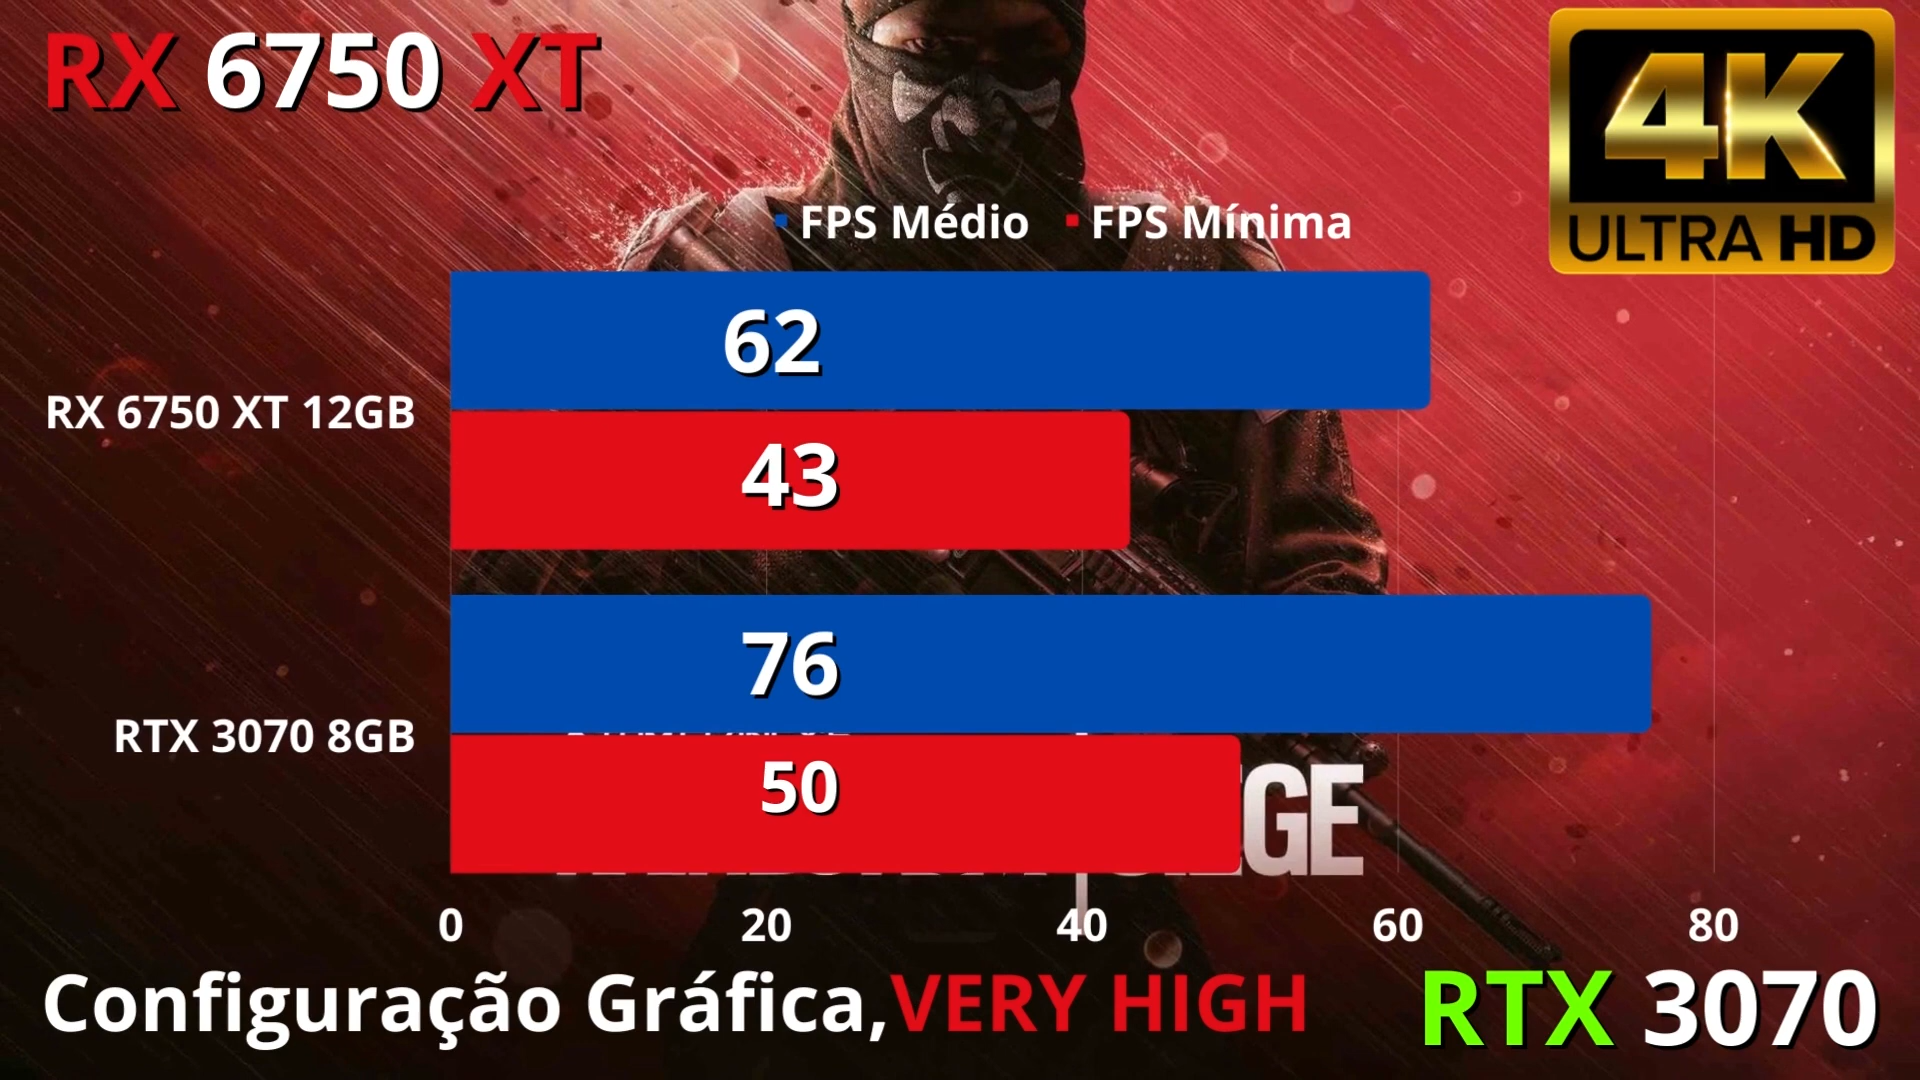 RX 6750 XT
4K
ULTRA HD
FPS Médio FPS Mínima
62
RX 6750 XT 12GB
43
76
RTX 3070 8GB
50
0 20 40 60 80
Configuração Gráfica, VERY HIGH
RTX 3070